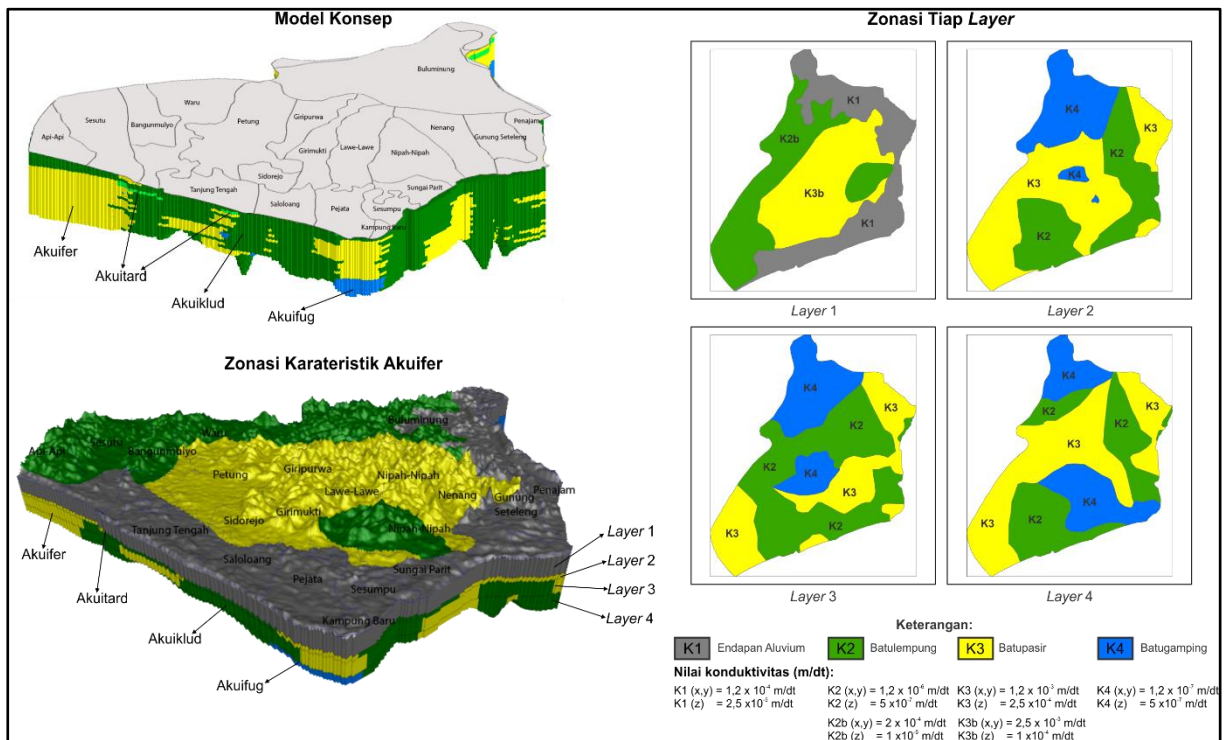 Model Konsep
Buluminung
Waru
Sesutu
Petung
Giripurwa
Penajam
Api-Api
Bangunmulyo
Nenang
Gunung Seteleng
Girimukti
Lawe-Lawe
Nipah-Nipah
Sidorejo
Sungai Parit
Tanjung Tengah
Saloloang
Pejata
Sesumpu
Kampung Baru
Akuifer
Akuitard
Akuiklud
Akuifug
Zonasi Karateristik Akuifer
Buluminung
Waru
Sesutu
Api-Api
Bangunmulyo
Giripurwa
Petung
Nipah-Nipah
Lawe-Lawe
Nenang
Penajam
Gunung
Seteleng
Girimukti
Sidorejo
Nipah-Nipah
Tanjung Tengah
Saloloang
Sungai Parit
Pejata
Sesumpu
Kampung Baru
Layer 1
Layer 2
Layer 3
Layer 4
Akuifer
Akuitard
Akuiklud
Akuifug
Zonasi Tiap Layer
K1
K2b
K3b
K1
Layer 1
K4
K3
K2
K4
K3
K2
Layer 2
K4
K3
K2
K2
K4
K3
K3
K2
Layer 3
K4
K2
K3
K2
K3
K4
K3
K2
Layer 4
Keterangan:
K1 Endapan Aluvium K2 Batulempung K3 Batupasir K4 Batugamping
Nilai konduktivitas (m/dt):
K1 (x,y) = 1,2 x 10⁻⁴ m/dt K2 (x,y) = 1,2 x 10⁻⁶ m/dt K3 (x,y) = 1,2 x 10⁻³ m/dt K4 (x,y) = 1,2 x 10⁻⁷ m/dt
K1 (z) = 2,5 x 10⁻⁵ m/dt K2 (z) = 5 x10⁻⁷ m/dt K3 (z) = 2,5 x 10⁻⁴ m/dt K4 (z) = 5 x10⁻⁷ m/dt
K2b (x,y) = 2 x 10⁻⁴ m/dt K3b (x,y) = 2,5 x 10⁻³ m/dt
K2b (z) = 1 x10⁻⁵ m/dt K3b (z) = 1 x 10⁻⁴ m/dt